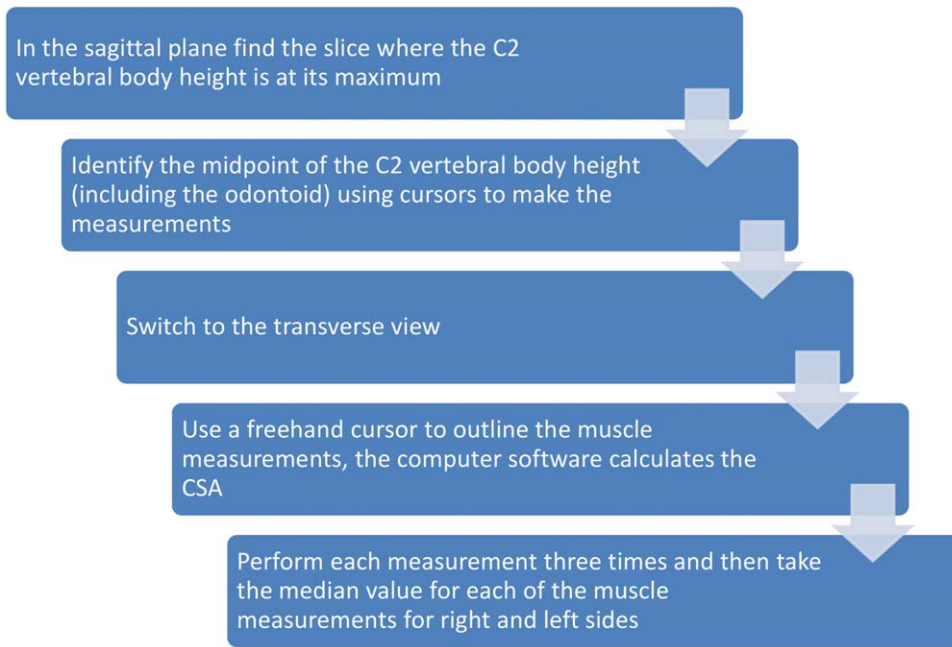 In the sagittal plane find the slice where the C2
vertebral body height is at its maximum
Identify the midpoint of the C2 vertebral body height
(including the odontoid) using cursors to make the
measurements
Switch to the transverse view
Use a freehand cursor to outline the muscle
measurements, the computer software calculates the
CSA
Perform each measurement three times and then take
the median value for each of the muscle
measurements for right and left sides